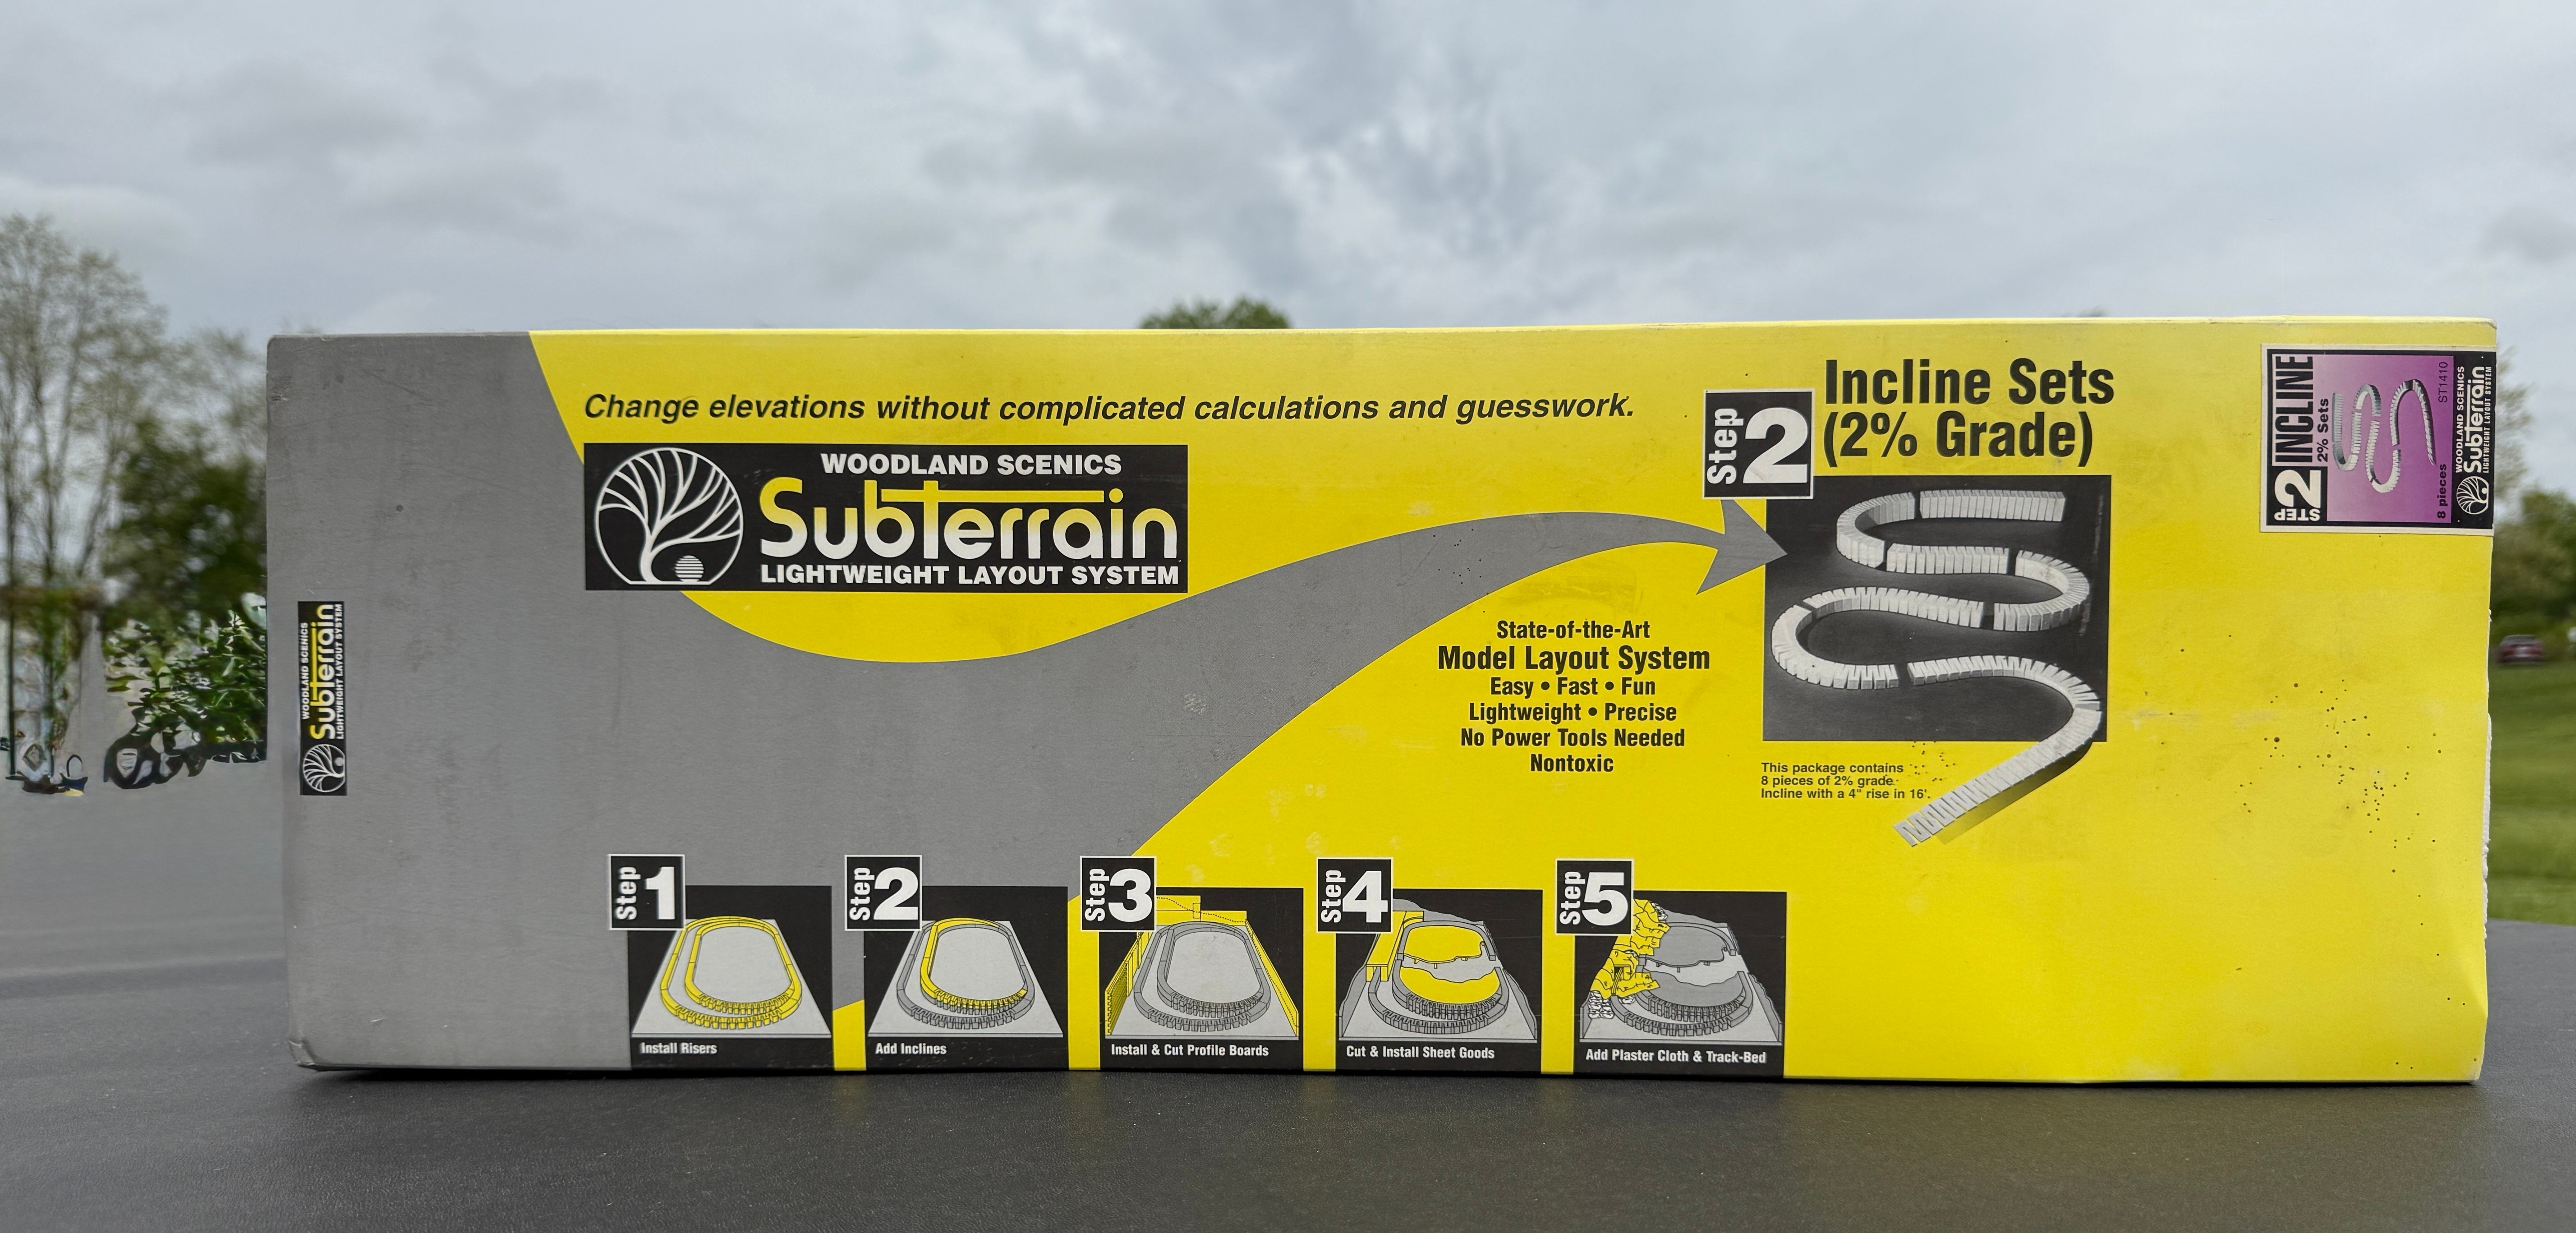 Change elevations without complicated calculations and guesswork.
WOODLAND SCENICS
SubTerrain
LIGHTWEIGHT LAYOUT SYSTEM
Step 2
Incline Sets
(2% Grade)
State-of-the-Art
Model Layout System
Easy • Fast • Fun
Lightweight • Precise
No Power Tools Needed
Nontoxic
This package contains
8 pieces of 2% grade
Incline with a 4" rise in 16'.
STEP 2
INCLINE
2% Sets
8 pieces
ST1410
WOODLAND SCENICS
SubTerrain
LIGHTWEIGHT LAYOUT SYSTEM
WOODLAND SCENICS
SubTerrain
LIGHTWEIGHT LAYOUT SYSTEM
Step 1
Install Risers
Step 2
Add Inclines
Step 3
Install & Cut Profile Boards
Step 4
Cut & Install Sheet Goods
Step 5
Add Plaster Cloth & Track-Bed